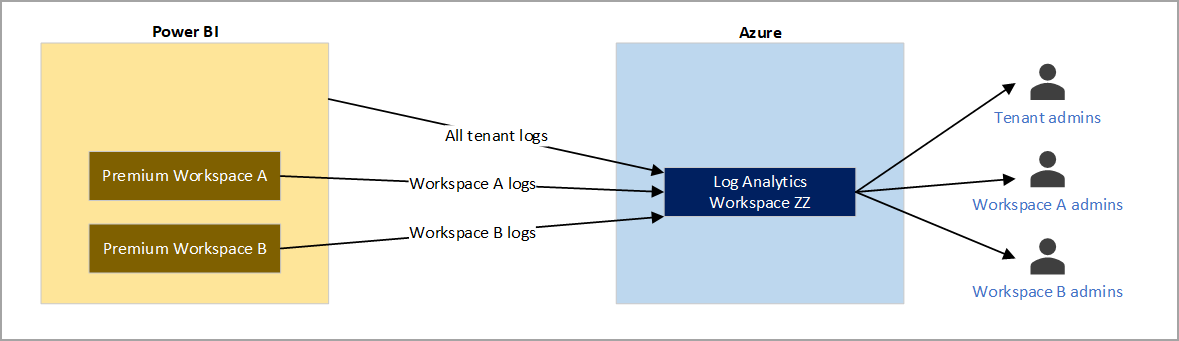 Power BI
Azure
All tenant logs
Premium Workspace A
Workspace A logs
Premium Workspace B
Workspace B logs
Log Analytics
Workspace ZZ
Tenant admins
Workspace A admins
Workspace B admins